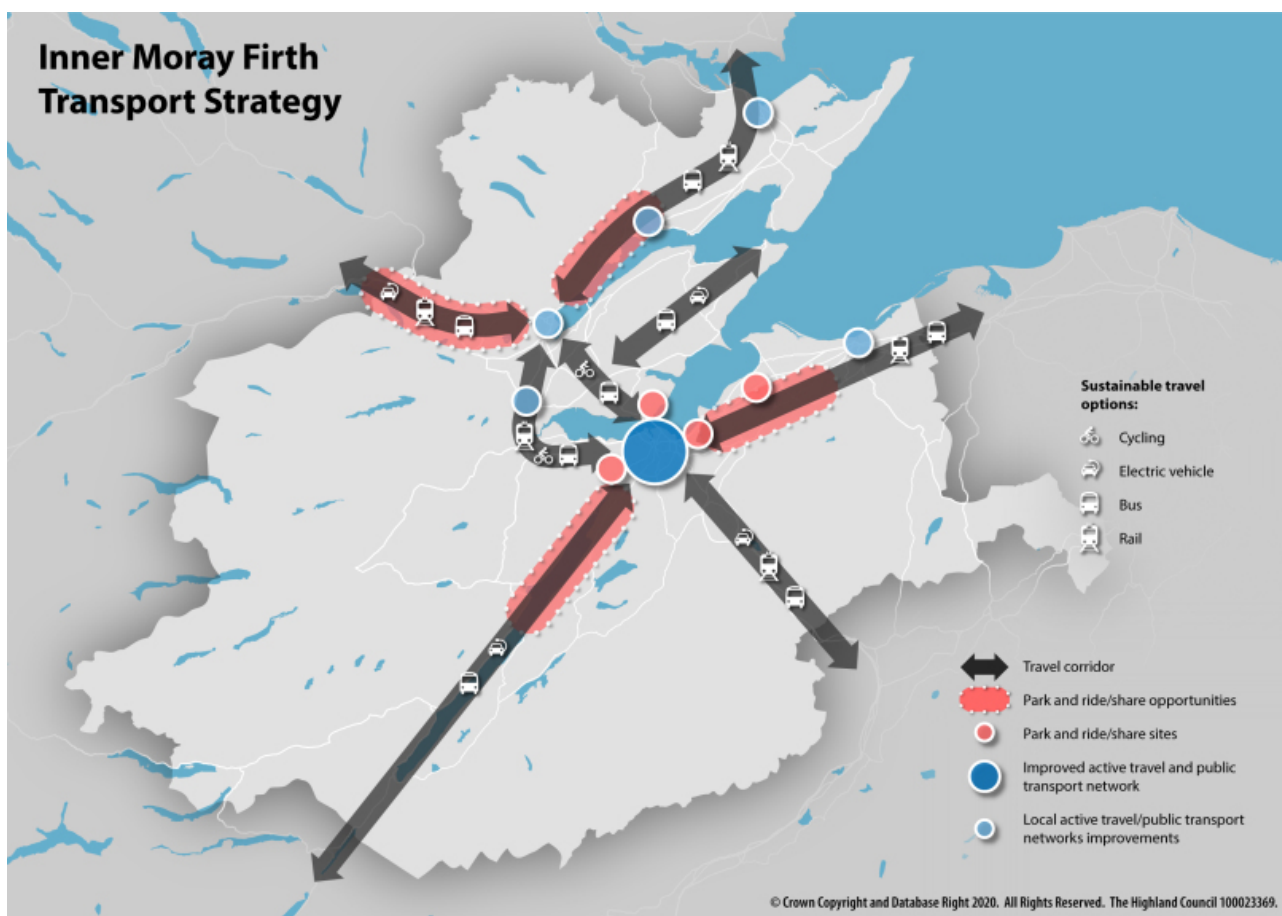 Inner Moray Firth
Transport Strategy
Sustainable travel
options:
Cycling
Electric vehicle
Bus
Rail
Travel corridor
Park and ride/share opportunities
Park and ride/share sites
Improved active travel and public
transport network
Local active travel/public transport
networks improvements
© Crown Copyright and Database Right 2020. All Rights Reserved. The Highland Council 100023369.